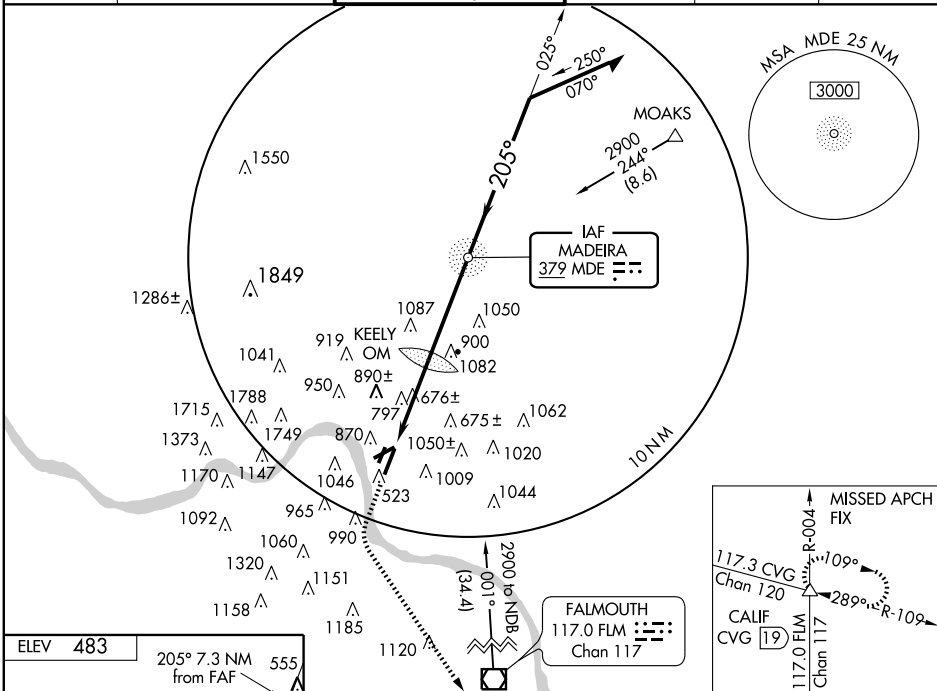 025°
250°
070°
MSA MDE 25 NM
3000
MOAKS
2900
244°
(8.6)
205°
1550
IAF
MADEIRA
379 MDE
1849
1286±
1087
1050
KEELY
OM
919
900
1082
1041
950
890±
797
676±
1788
1715
1749
870
675±
1062
1373
1050±
1020
10 NM
1170
1147
1046
523
1009
1044
965
990
1092
1060
1320
1151
1158
1185
1120
2900 to NDB
001°
(34.4)
FALMOUTH
117.0 FLM
Chan 117
MISSED APCH
FIX
R-004
117.3 CVG
Chan 120
109°
289°
R-109
CALIF
CVG 19
117.0 FLM
Chan 117
ELEV 483
205° 7.3 NM
from FAF
555